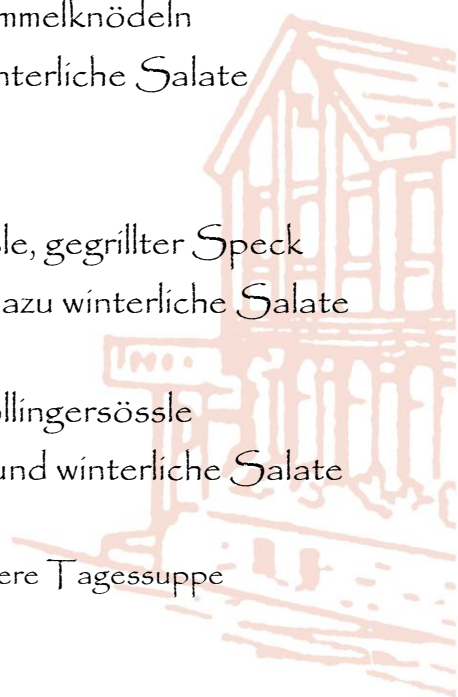 mmelknödeln
nterliche Salate
le, gegrillter Speck
azu winterliche Salate
llingersössle
und winterliche Salate
ere Tagessuppe